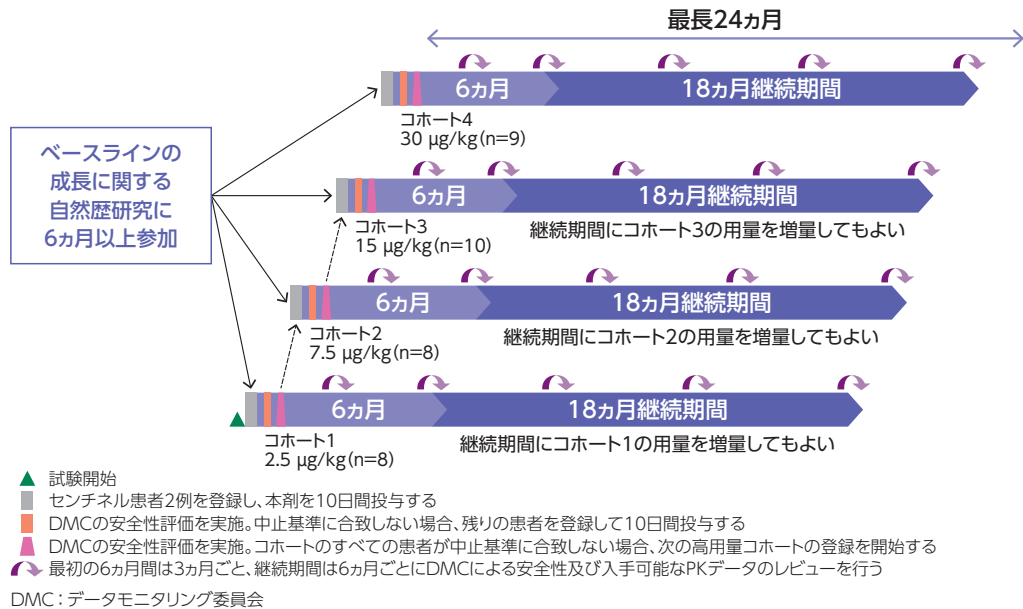 最長24ヵ月
6ヵ月
18ヵ月継続期間
コホート4
30 µg/kg(n=9)
ベースラインの
成長に関する
自然歴研究に
6ヵ月以上参加
6ヵ月
18ヵ月継続期間
コホート3
15 µg/kg(n=10)
継続期間にコホート3の用量を増量してもよい
6ヵ月
18ヵ月継続期間
コホート2
7.5 µg/kg(n=8)
継続期間にコホート2の用量を増量してもよい
6ヵ月
18ヵ月継続期間
コホート1
2.5 µg/kg(n=8)
継続期間にコホート1の用量を増量してもよい
試験開始
センチネル患者2例を登録し、本剤を10日間投与する
DMCの安全性評価を実施。中止基準に合致しない場合、残りの患者を登録して10日間投与する
DMCの安全性評価を実施。コホートのすべての患者が中止基準に合致しない場合、次の高用量コホートの登録を開始する
最初の6ヵ月間は3ヵ月ごと、継続期間は6ヵ月ごとにDMCによる安全性及び入手可能なPKデータのレビューを行う
DMC：データモニタリング委員会